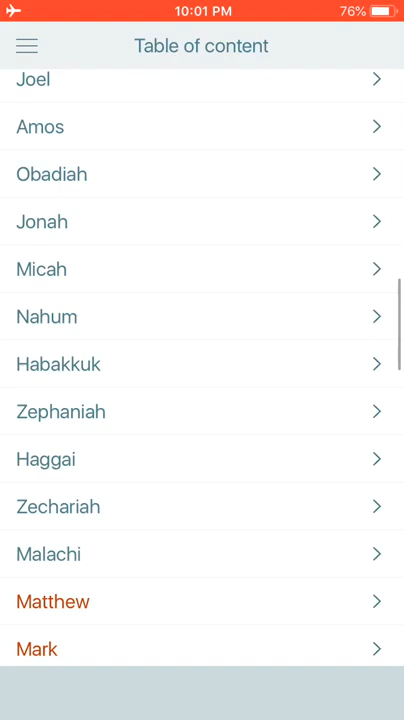 10:01 PM
76%
Table of content
Joel
Amos
Obadiah
Jonah
Micah
Nahum
Habakkuk
Zephaniah
Haggai
Zechariah
Malachi
Matthew
Mark